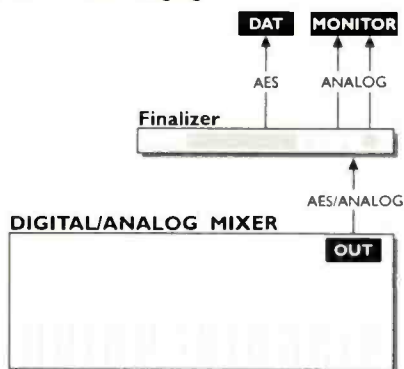 DAT MONITOR
AES ANALOG
Finalizer
AES/ANALOG
DIGITAL/ANALOG MIXER
OUT